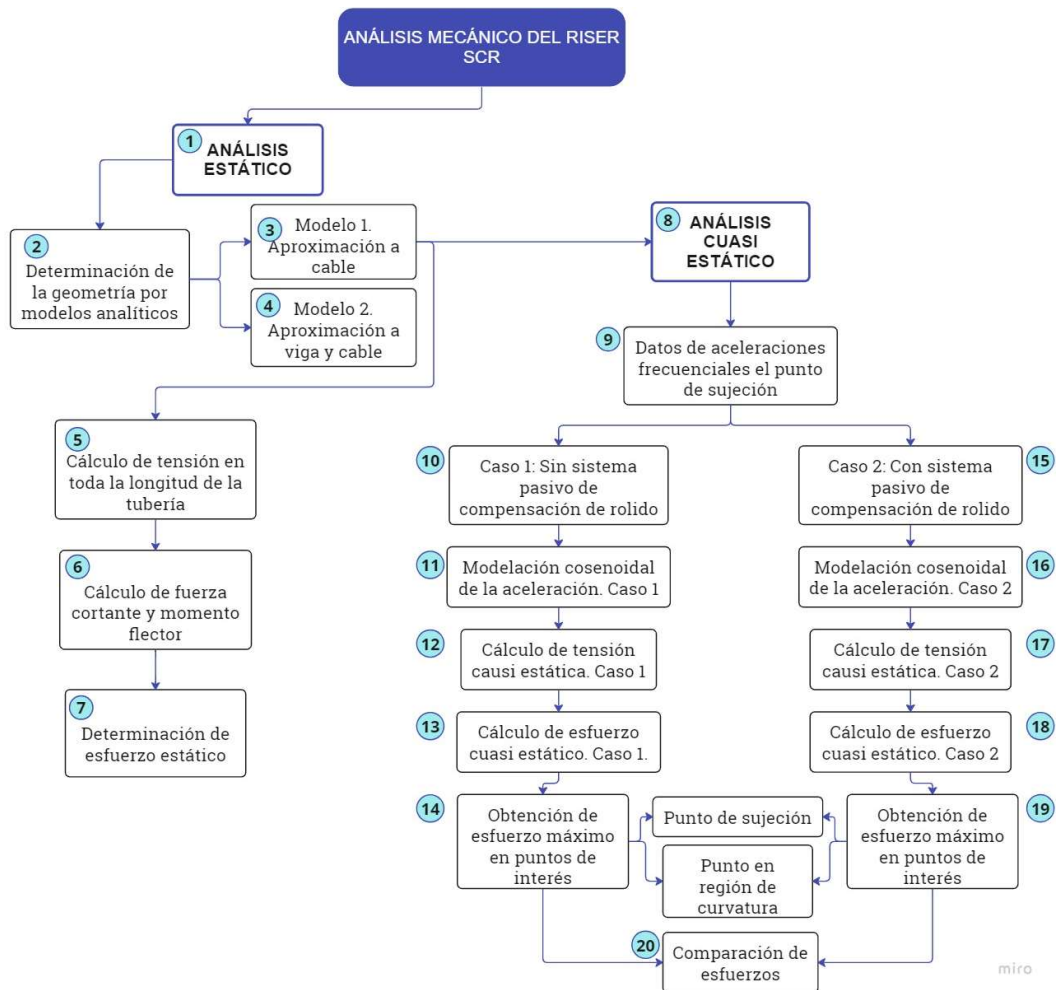 ANÁLISIS MECÁNICO DEL RISER
SCR
1
ANÁLISIS
ESTÁTICO
2
Determinación de
la geometría por
modelos analíticos
3
Modelo 1.
Aproximación a
cable
4
Modelo 2.
Aproximación a
viga y cable
5
Cálculo de tensión en
toda la longitud de la
tubería
6
Cálculo de fuerza
cortante y momento
flector
7
Determinación de
esfuerzo estático
8
ANÁLISIS
CUASI
ESTÁTICO
9
Datos de aceleraciones
frecuenciales el punto
de sujeción
10
Caso 1: Sin sistema
pasivo de
compensación de rolido
11
Modelación cosenoidal
de la aceleración. Caso 1
12
Cálculo de tensión
causi estática. Caso 1
13
Cálculo de esfuerzo
cuasi estático. Caso 1.
14
Obtención de
esfuerzo máximo
en puntos de
interés
15
Caso 2: Con sistema
pasivo de
compensación de rolido
16
Modelación cosenoidal
de la aceleración. Caso 2
17
Cálculo de tensión
causi estática. Caso 2
18
Cálculo de esfuerzo
cuasi estático. Caso 2
19
Obtención de
esfuerzo máximo
en puntos de
interés
Punto de sujeción
Punto en
región de
curvatura
20
Comparación de
esfuerzos
miro